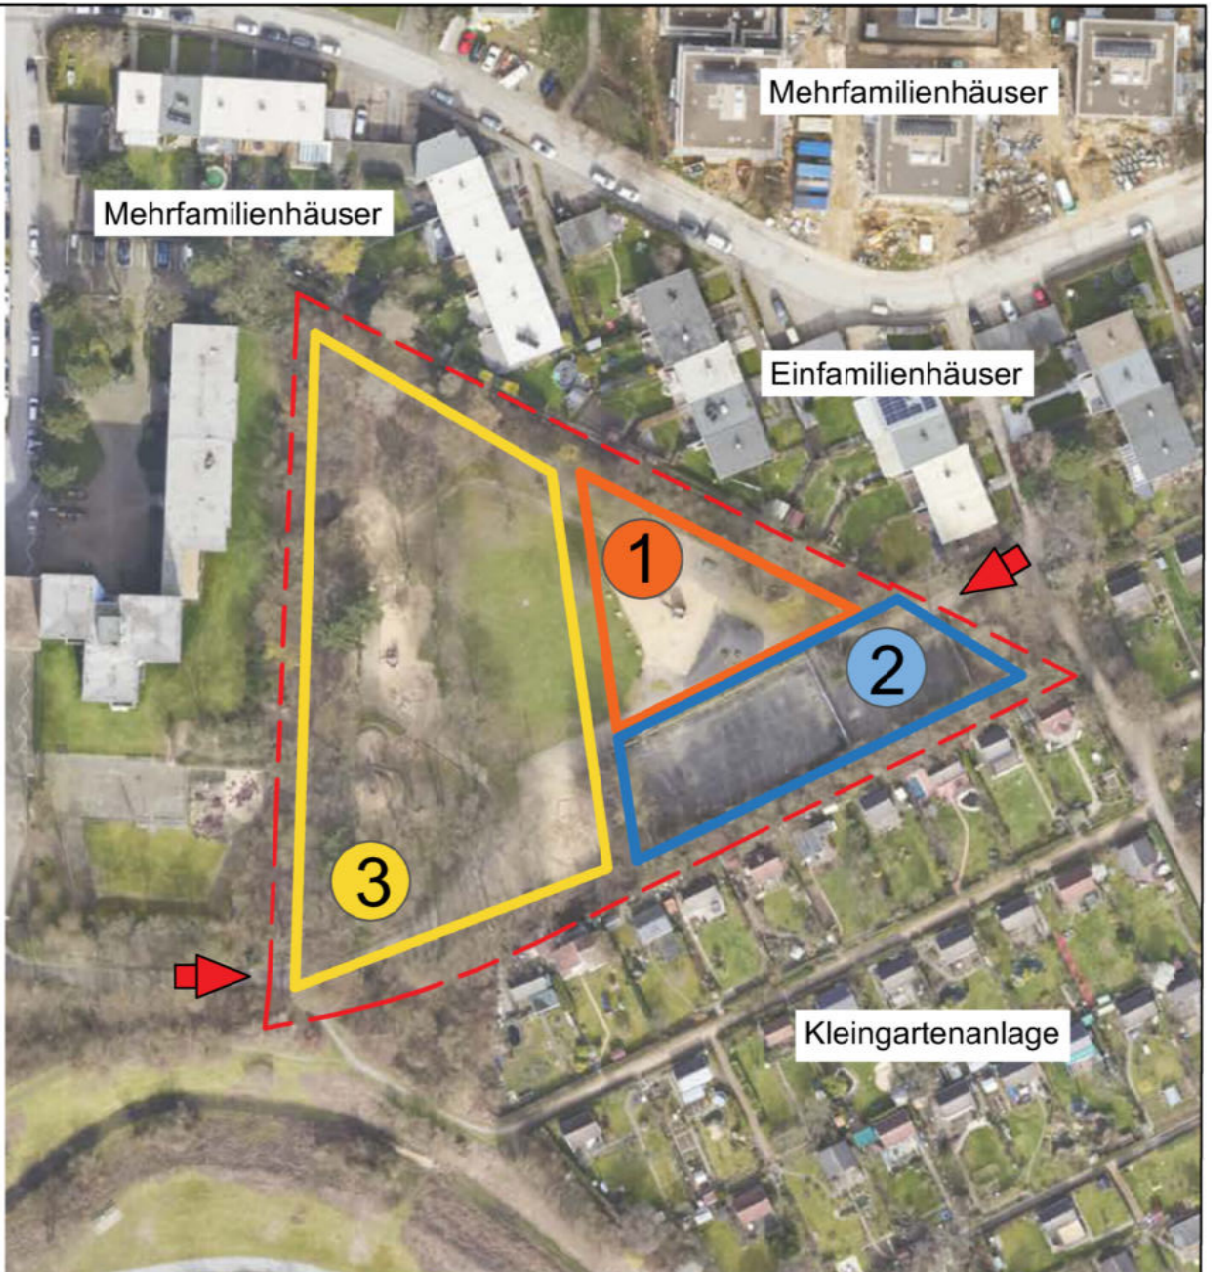 Mehrfamilienhäuser
Mehrfamilienhäuser
Einfamilienhäuser
1
2
3
Kleingartenanlage